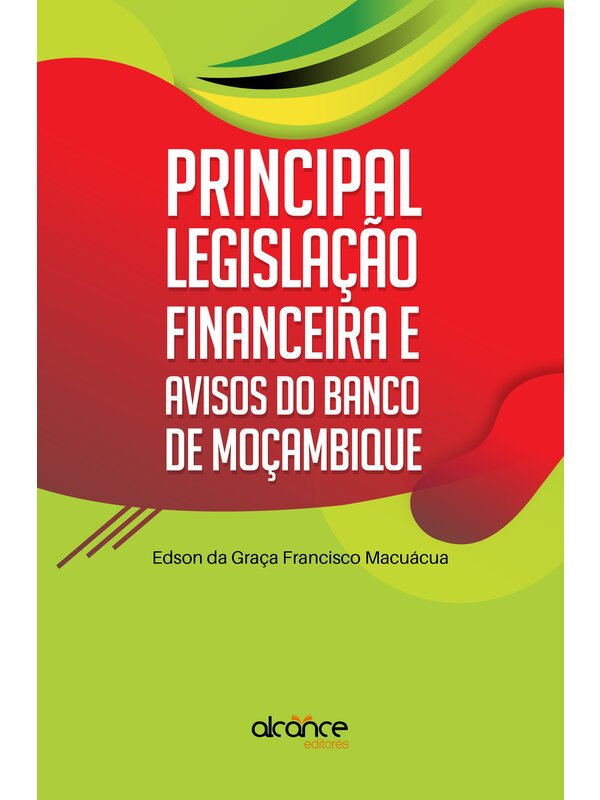 PRINCIPAL
LEGISLAÇÃO
FINANCEIRA E
AVISOS DO BANCO
DE MOÇAMBIQUE
Edson da Graça Francisco Macuácua
alcance
editores